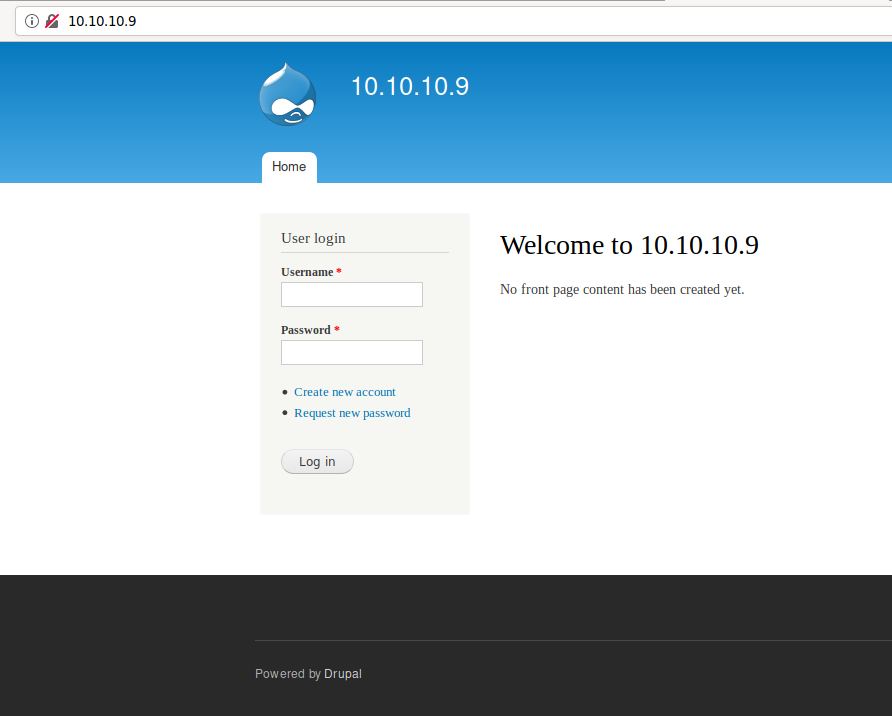 10.10.10.9
10.10.10.9
Home
User login
Username *
Password *
Create new account
Request new password
Log in
Welcome to 10.10.10.9
No front page content has been created yet.
Powered by Drupal